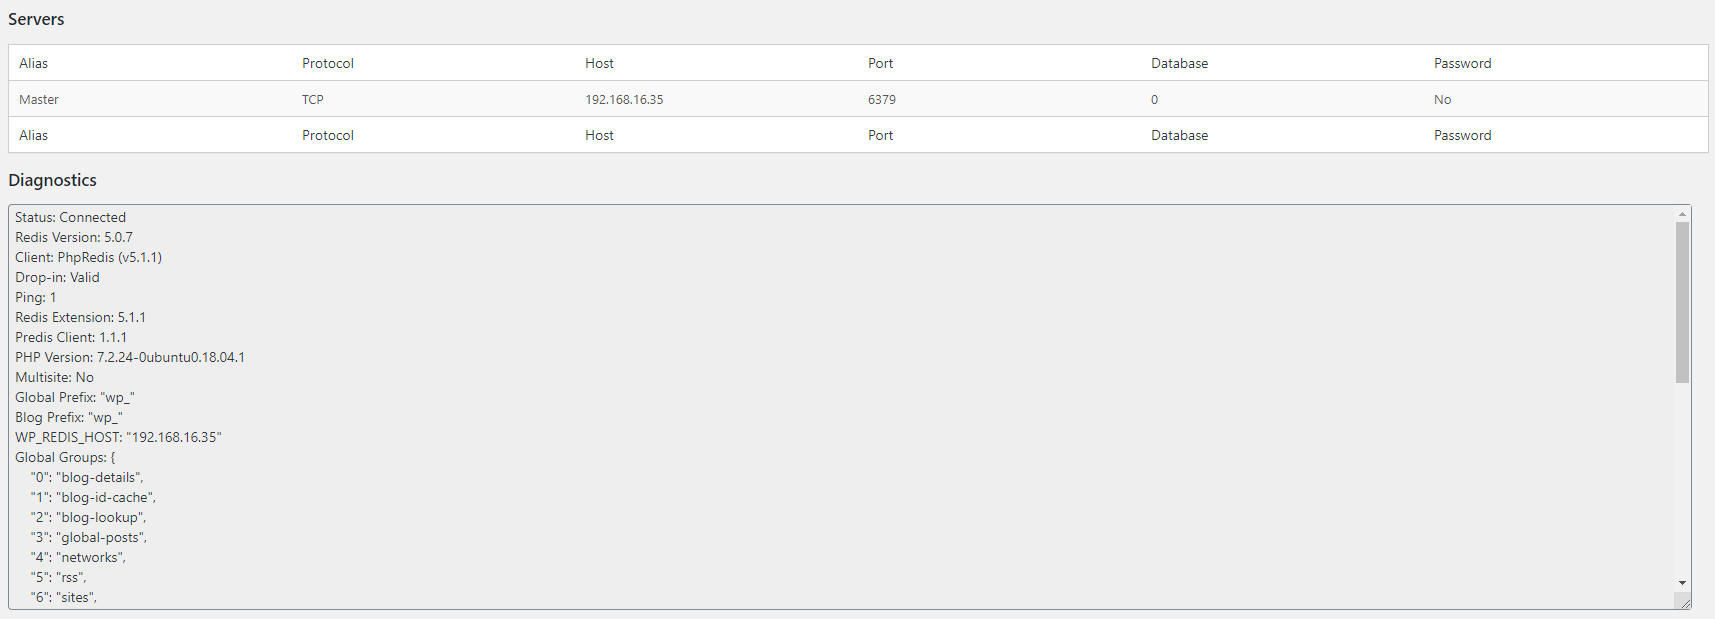 Servers
Alias Protocol Host Port Database Password
Master TCP 192.168.16.35 6379 0 No
Alias Protocol Host Port Database Password
Diagnostics
Status: Connected
Redis Version: 5.0.7
Client: PhpRedis (v5.1.1)
Drop-in: Valid
Ping: 1
Redis Extension: 5.1.1
Predis Client: 1.1.1
PHP Version: 7.2.24-0ubuntu0.18.04.1
Multisite: No
Global Prefix: "wp_"
Blog Prefix: "wp_"
WP_REDIS_HOST: "192.168.16.35"
Global Groups: {
"0": "blog-details",
"1": "blog-id-cache",
"2": "blog-lookup",
"3": "global-posts",
"4": "networks",
"5": "rss",
"6": "sites",